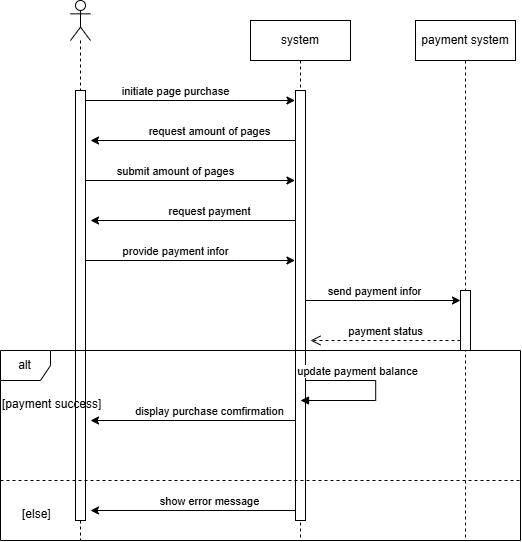 system
payment system
initiate page purchase
request amount of pages
submit amount of pages
request payment
provide payment infor
send payment infor
payment status
alt
update payment balance
[payment success]
display purchase comfirmation
show error message
[else]